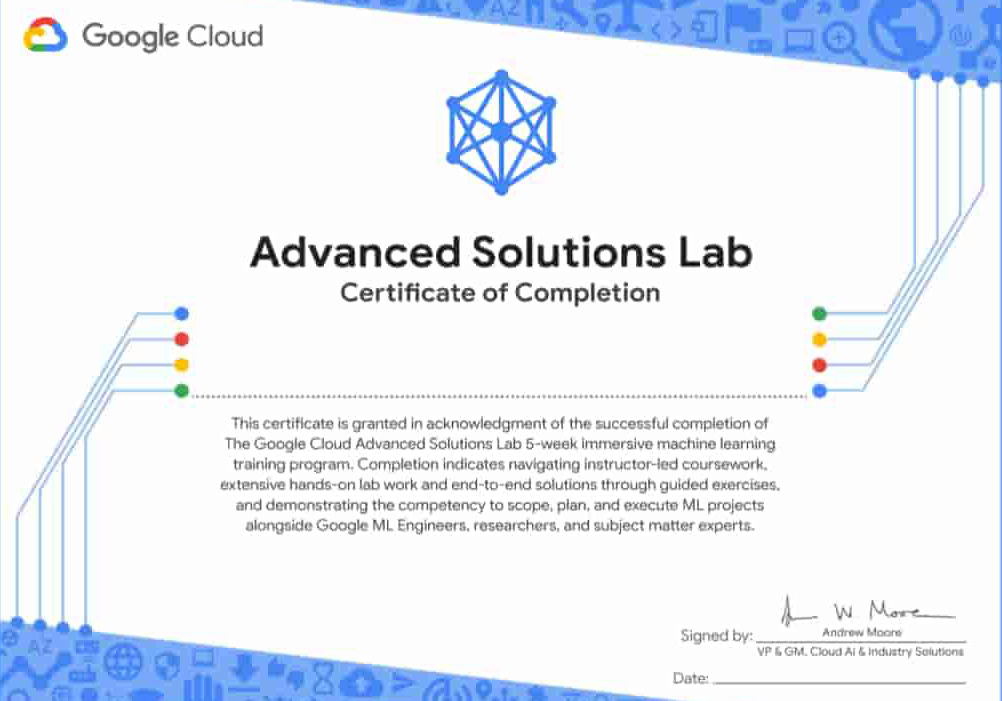 Google Cloud
Advanced Solutions Lab
Certificate of Completion
This certificate is granted in acknowledgment of the successful completion of
The Google Cloud Advanced Solutions Lab 5-week immersive machine learning
training program. Completion indicates navigating instructor-led coursework,
extensive hands-on lab work and end-to-end solutions through guided exercises,
and demonstrating the competency to scope, plan, and execute ML projects
alongside Google ML Engineers, researchers, and subject matter experts.
A W. Moore
Signed by:
Andrew Moore
VP & GM, Cloud AI & Industry Solutions
Date:
AZ
AZ